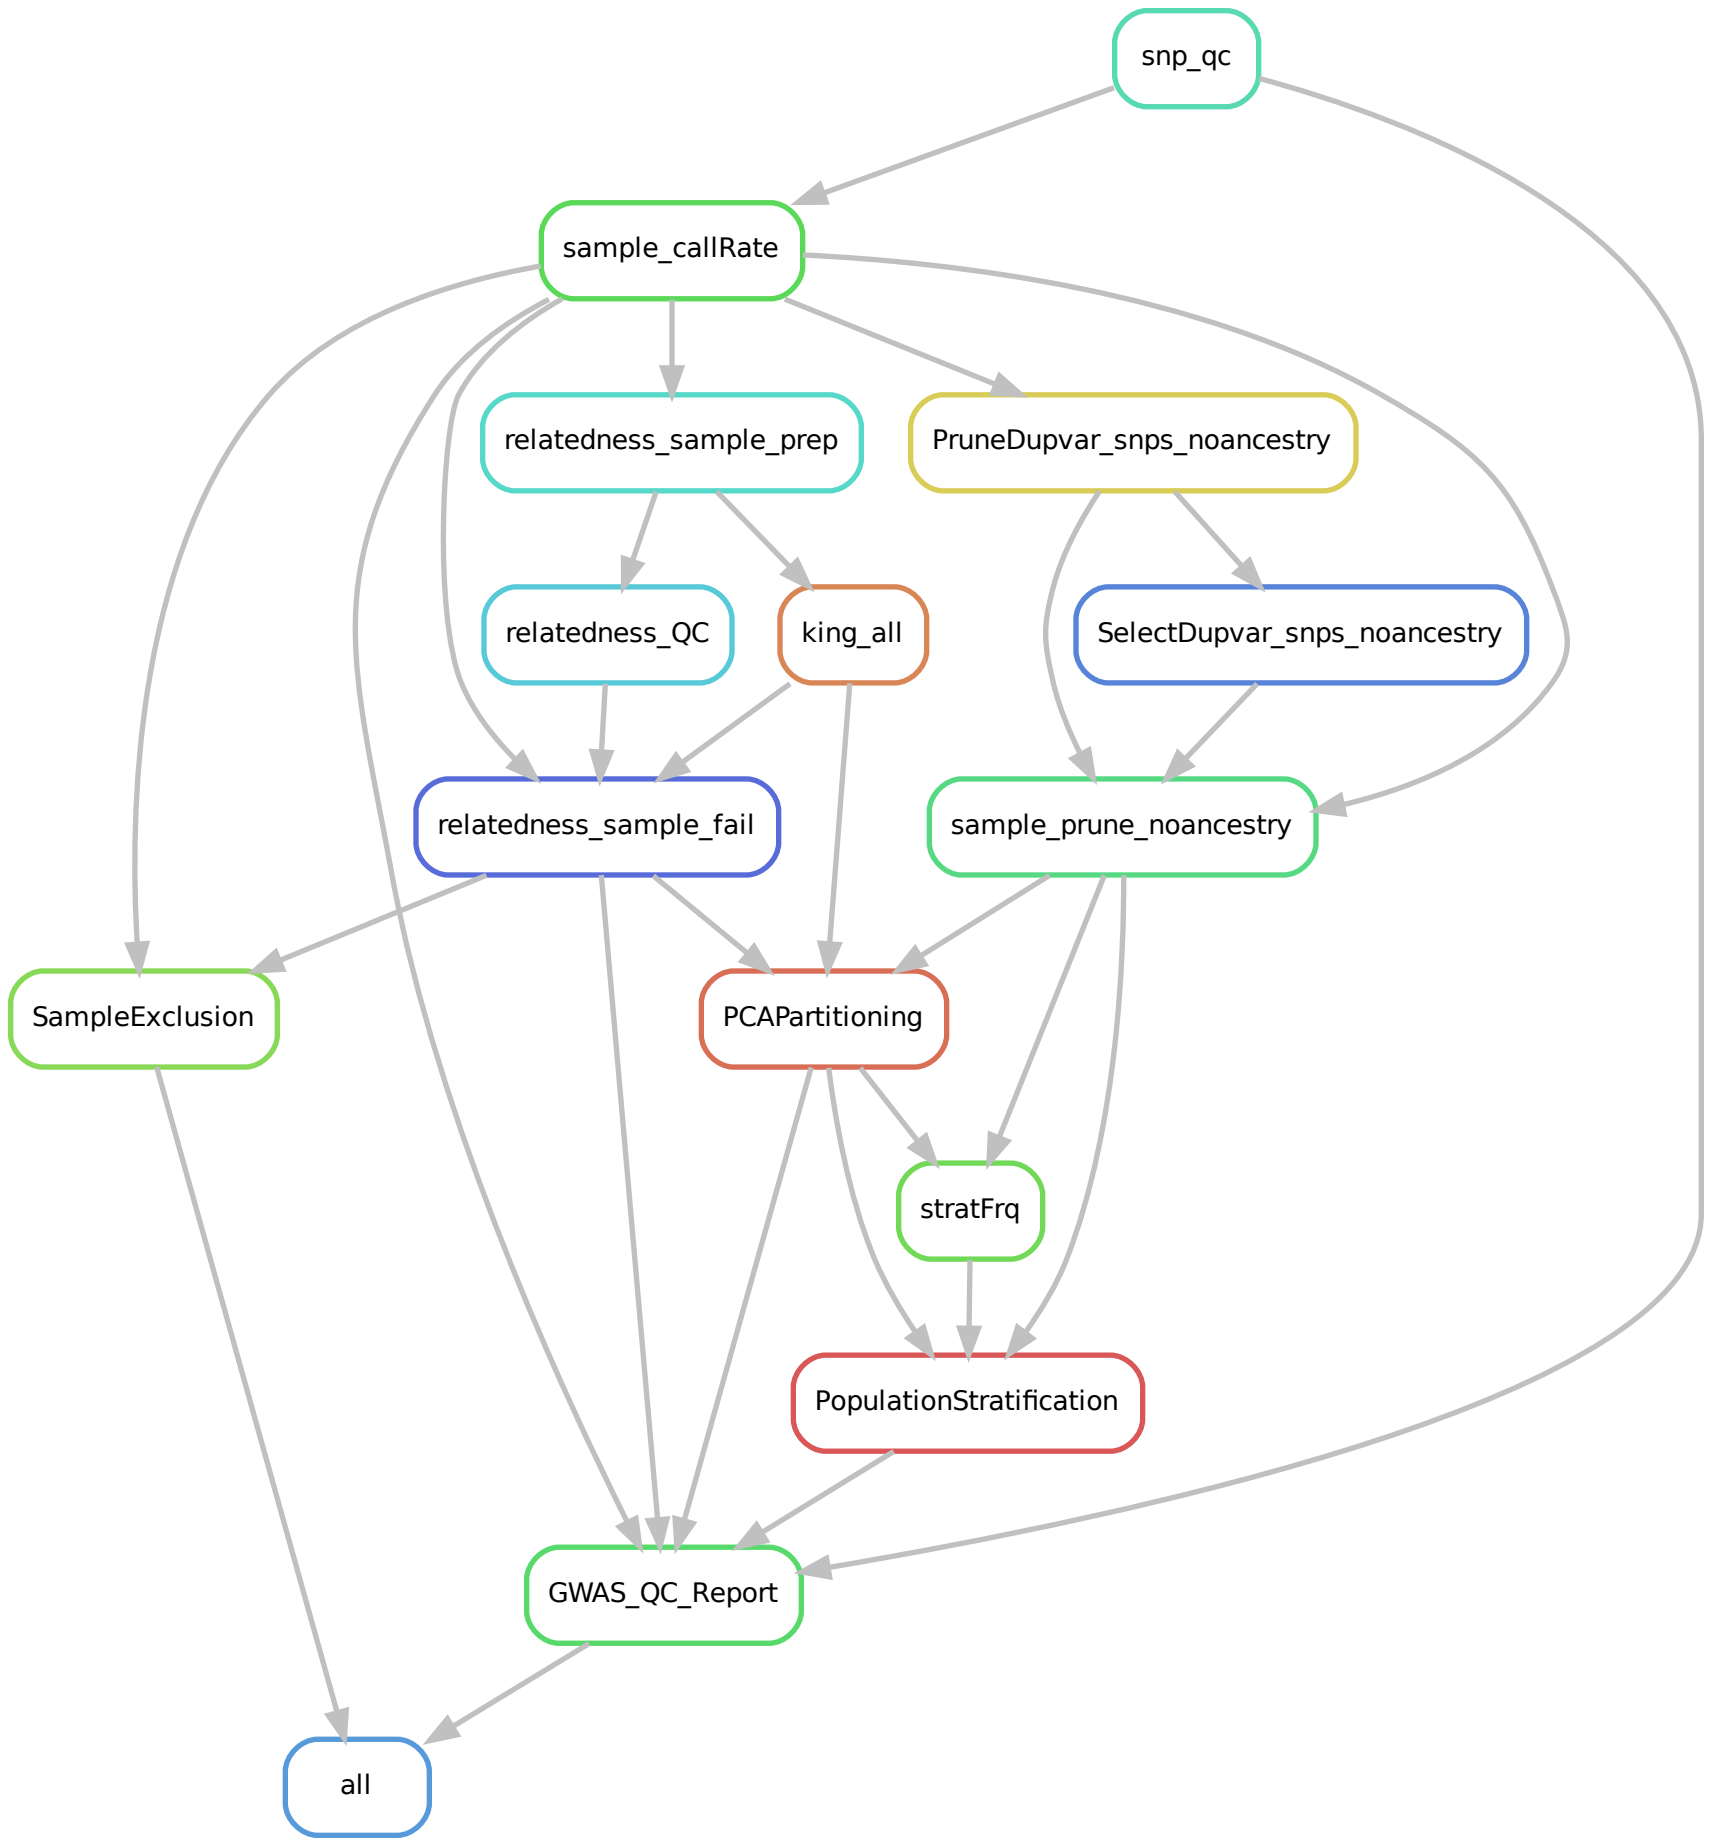 snp_qc
sample_callRate
relatedness_sample_prep
PruneDupvar_snps_noancestry
relatedness_QC
king_all
SelectDupvar_snps_noancestry
relatedness_sample_fail
sample_prune_noancestry
SampleExclusion
PCAPartitioning
stratFrq
PopulationStratification
GWAS_QC_Report
all